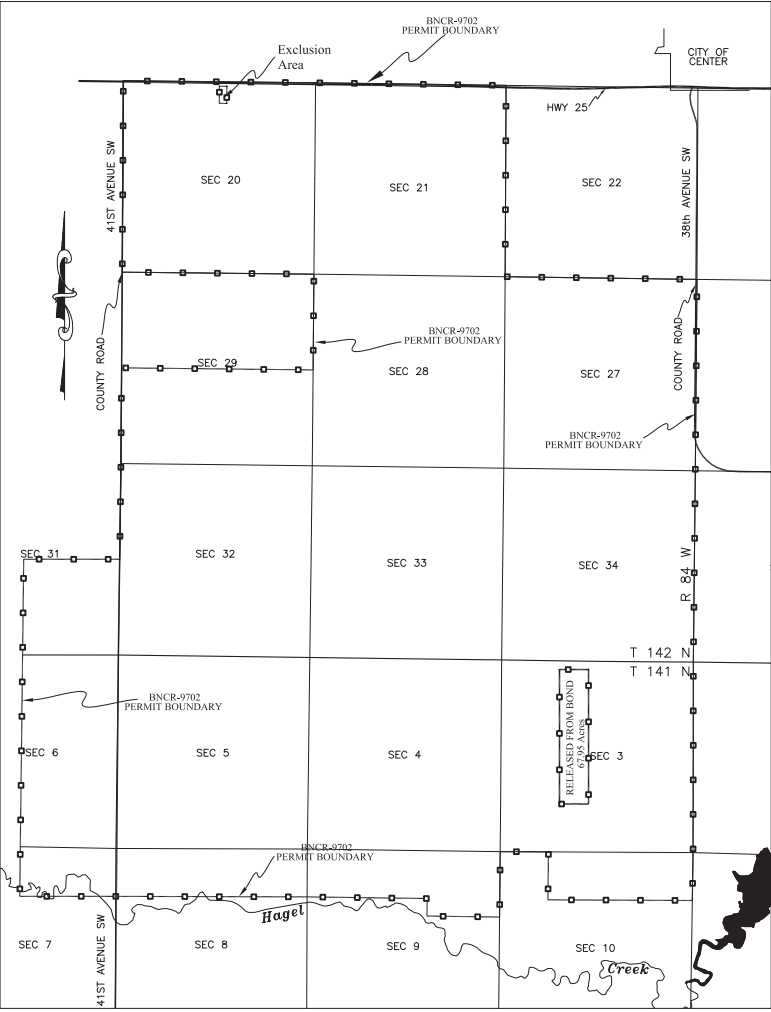 BNCR-9702
PERMIT BOUNDARY
Exclusion
Area
CITY OF
CENTER
HWY 25
41ST AVENUE SW
SEC 20
SEC 21
SEC 22
38th AVENUE SW
COUNTY ROAD
SEC 29
BNCR-9702
PERMIT BOUNDARY
SEC 28
SEC 27
COUNTY ROAD
BNCR-9702
PERMIT BOUNDARY
SEC 31
SEC 32
SEC 33
SEC 34
R 84 W
T 142 N
T 141 N
BNCR-9702
PERMIT BOUNDARY
RELEASED FROM BOND
67.95 Acres
SEC 6
SEC 5
SEC 4
SEC 3
BNCR-9702
PERMIT BOUNDARY
Hagel
Creek
41ST AVENUE SW
SEC 7
SEC 8
SEC 9
SEC 10